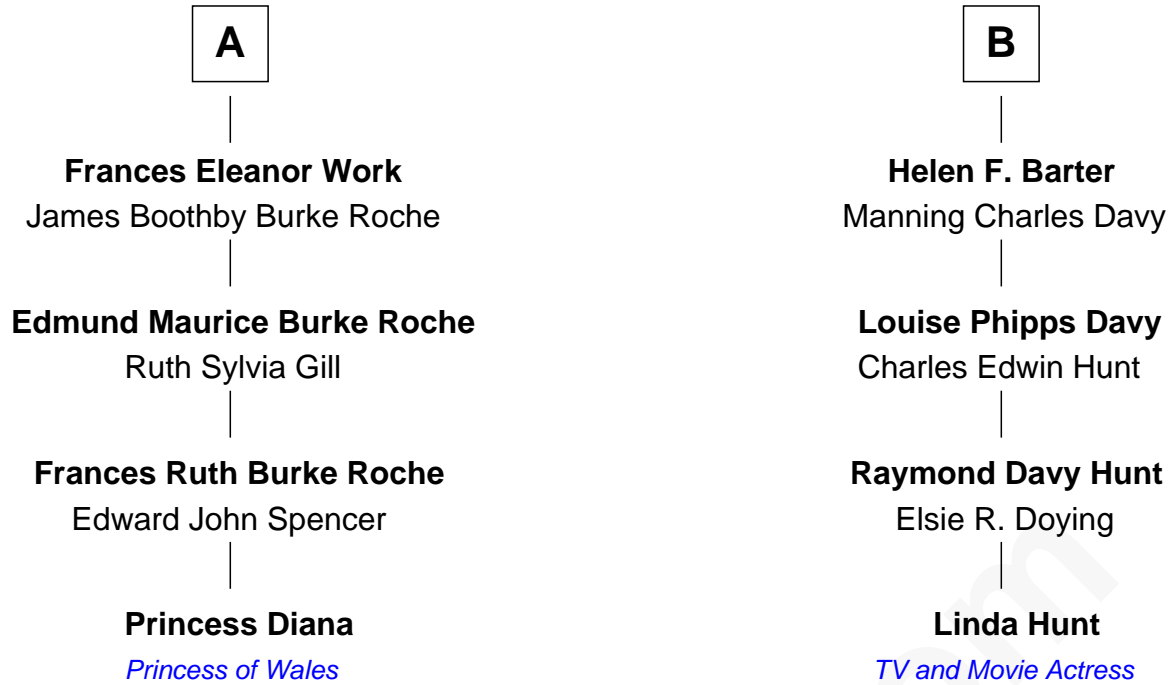 A
Frances Eleanor Work
James Boothby Burke Roche
Edmund Maurice Burke Roche
Ruth Sylvia Gill
Frances Ruth Burke Roche
Edward John Spencer
Princess Diana
Princess of Wales
B
Helen F. Barter
Manning Charles Davy
Louise Phipps Davy
Charles Edwin Hunt
Raymond Davy Hunt
Elsie R. Doying
Linda Hunt
TV and Movie Actress